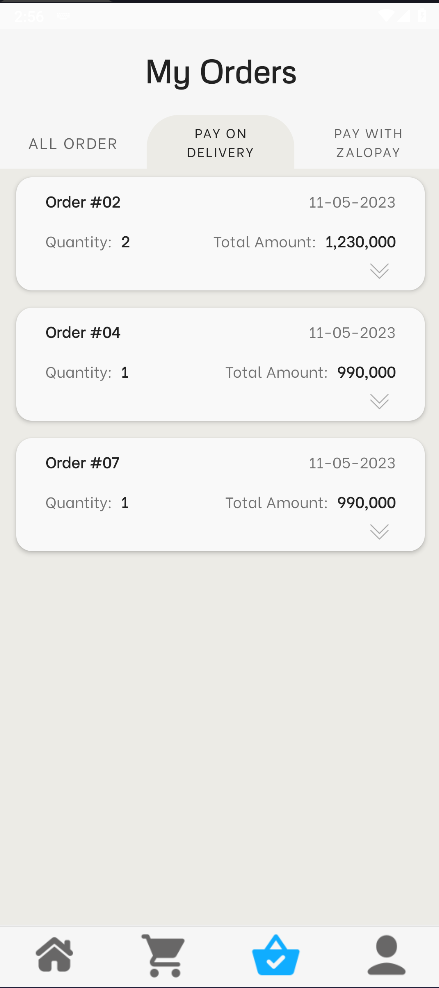 My Orders
ALL ORDER
PAY ON
DELIVERY
PAY WITH
ZALOPAY
Order #02 11-05-2023
Quantity: 2 Total Amount: 1,230,000
Order #04 11-05-2023
Quantity: 1 Total Amount: 990,000
Order #07 11-05-2023
Quantity: 1 Total Amount: 990,000